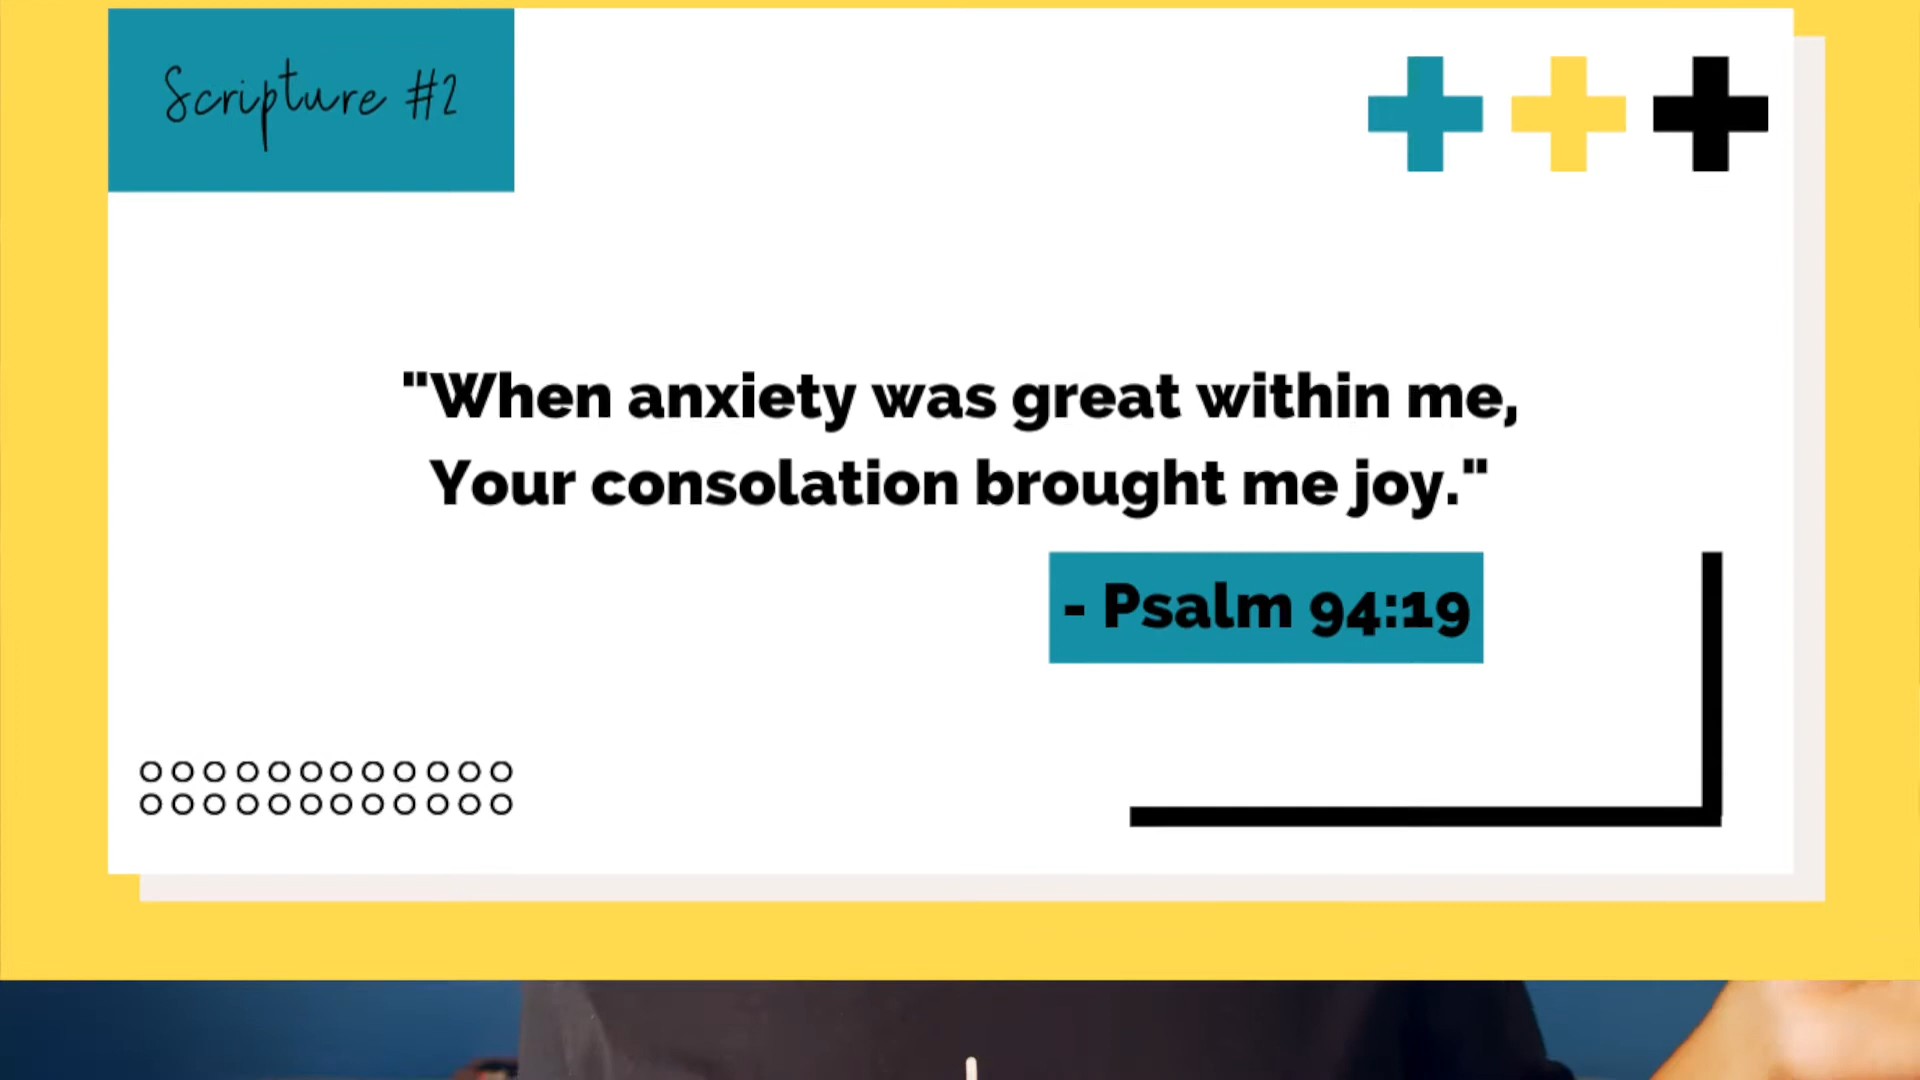 Scripture #2
"When anxiety was great within me,
Your consolation brought me joy."
- Psalm 94:19